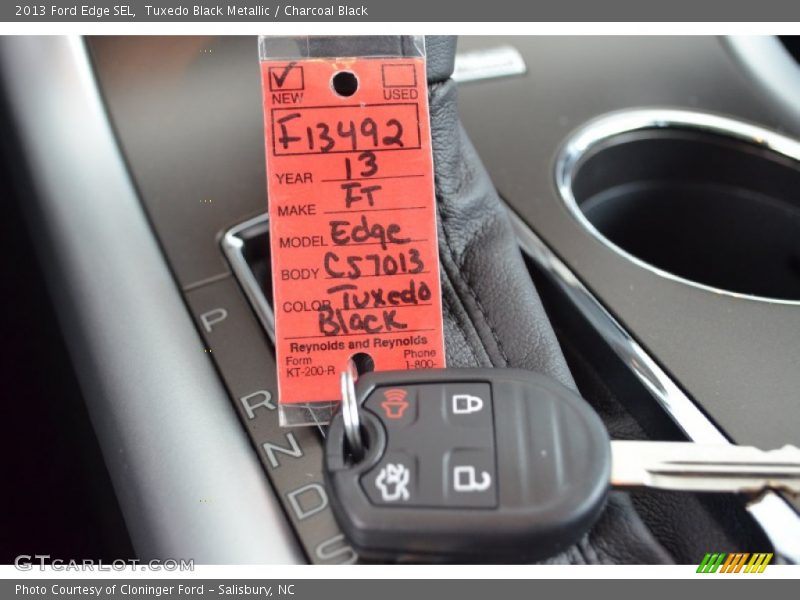 2013 Ford Edge SEL, Tuxedo Black Metallic / Charcoal Black
NEW USED
F13492
YEAR 13
MAKE FT
MODEL Edge
BODY C57013
COLOR Tuxedo
Black
Reynolds and Reynolds
Form Phone
KT-200-R 1-800-
P
R
N
D
S
GTcarlot.com
Photo Courtesy of Cloninger Ford – Salisbury, NC